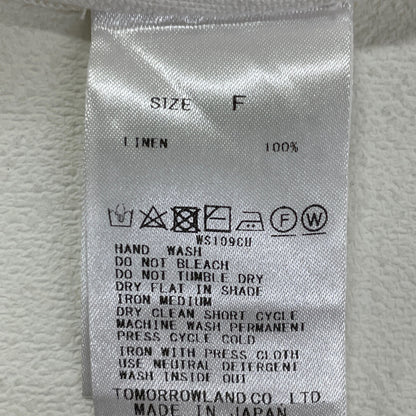 SIZE F
LINEN 100%
F W
WS109CU
HAND WASH
DO NOT BLEACH
DO NOT TUMBLE DRY
DRY FLAT IN SHADE
IRON MEDIUM
DRY CLEAN SHORT CYCLE
MACHINE WASH PERMANENT
PRESS CYCLE COLD
IRON WITH PRESS CLOTH
USE NEUTRAL DETERGENT
WASH INSIDE OUT
TOMORROWLAND CO., LTD.
MADE IN JAPAN